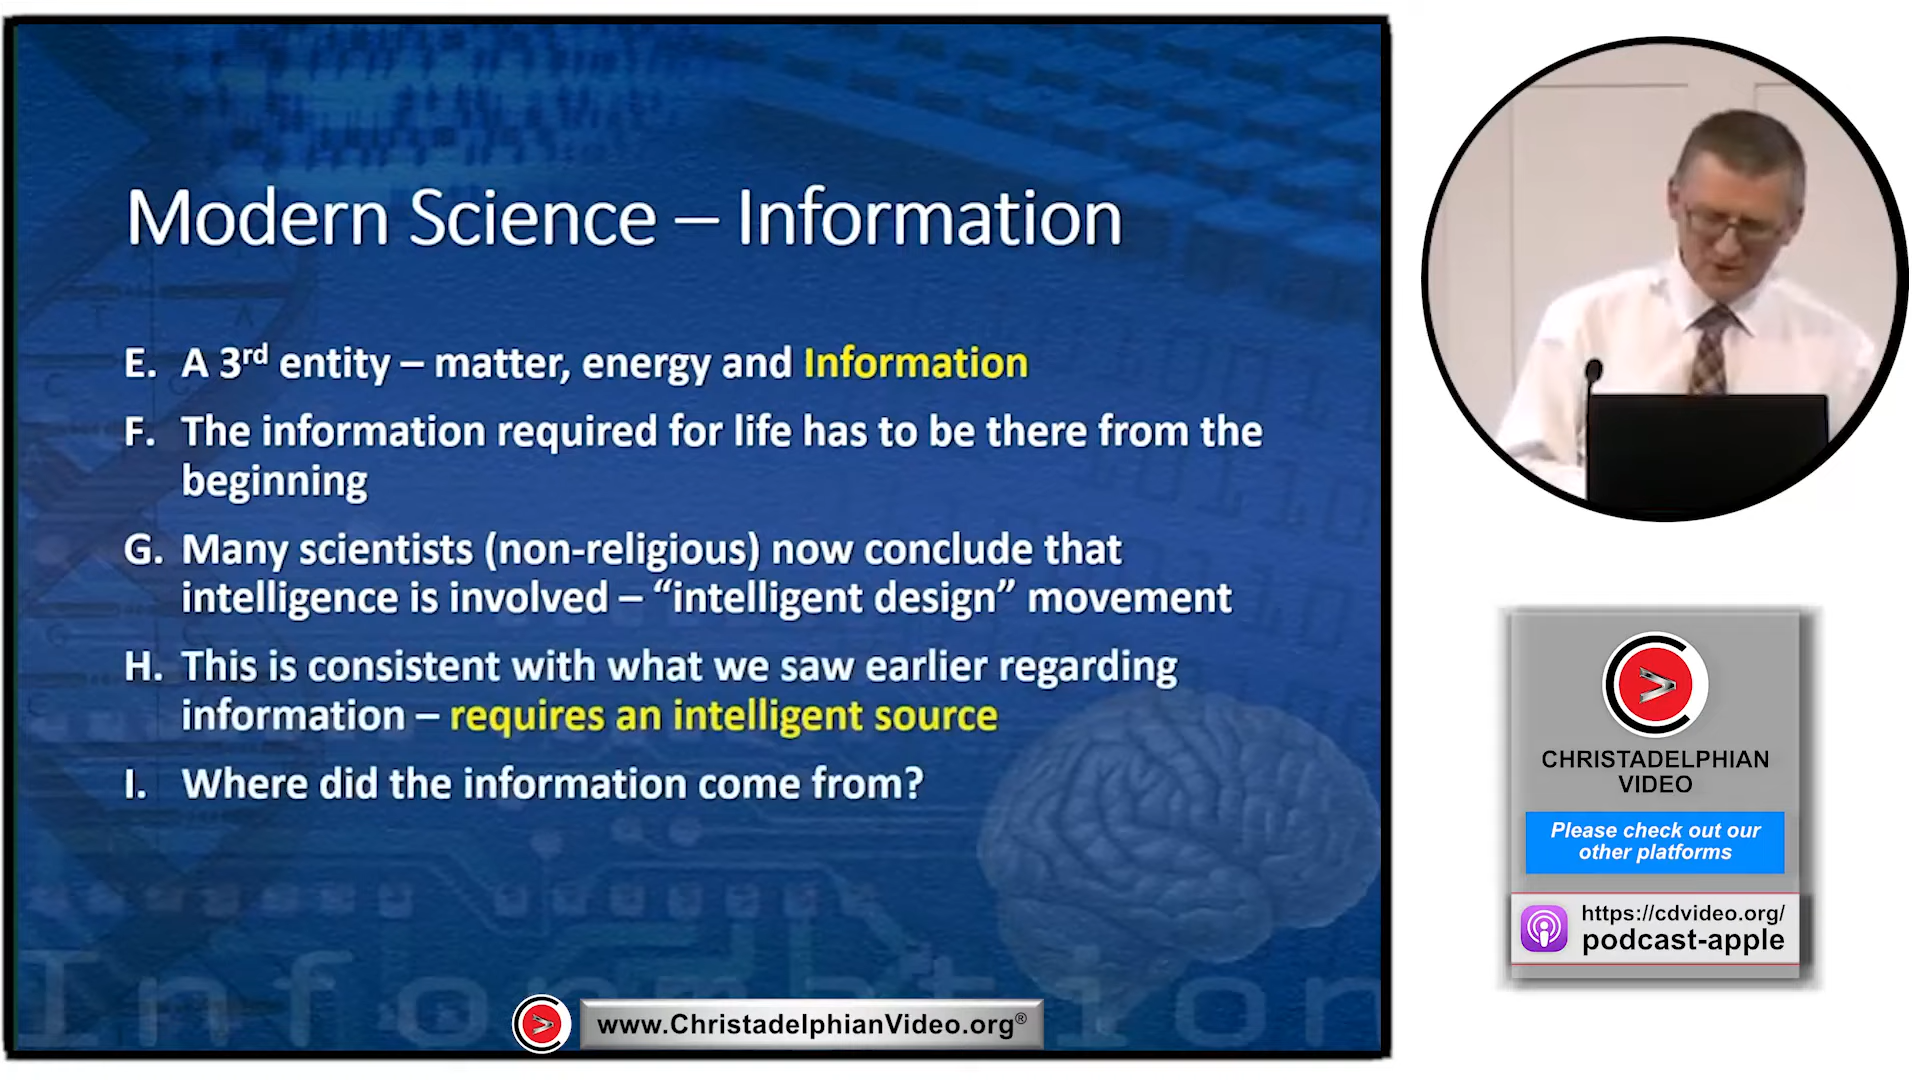 Modern Science – Information
E. A 3rd entity – matter, energy and Information
F. The information required for life has to be there from the
beginning
G. Many scientists (non-religious) now conclude that
intelligence is involved – “intelligent design” movement
H. This is consistent with what we saw earlier regarding
information – requires an intelligent source
I. Where did the information come from?
Information
www.ChristadelphianVideo.org®
CHRISTADELPHIAN
VIDEO
Please check out our
other platforms
https://cdvideo.org/
podcast-apple